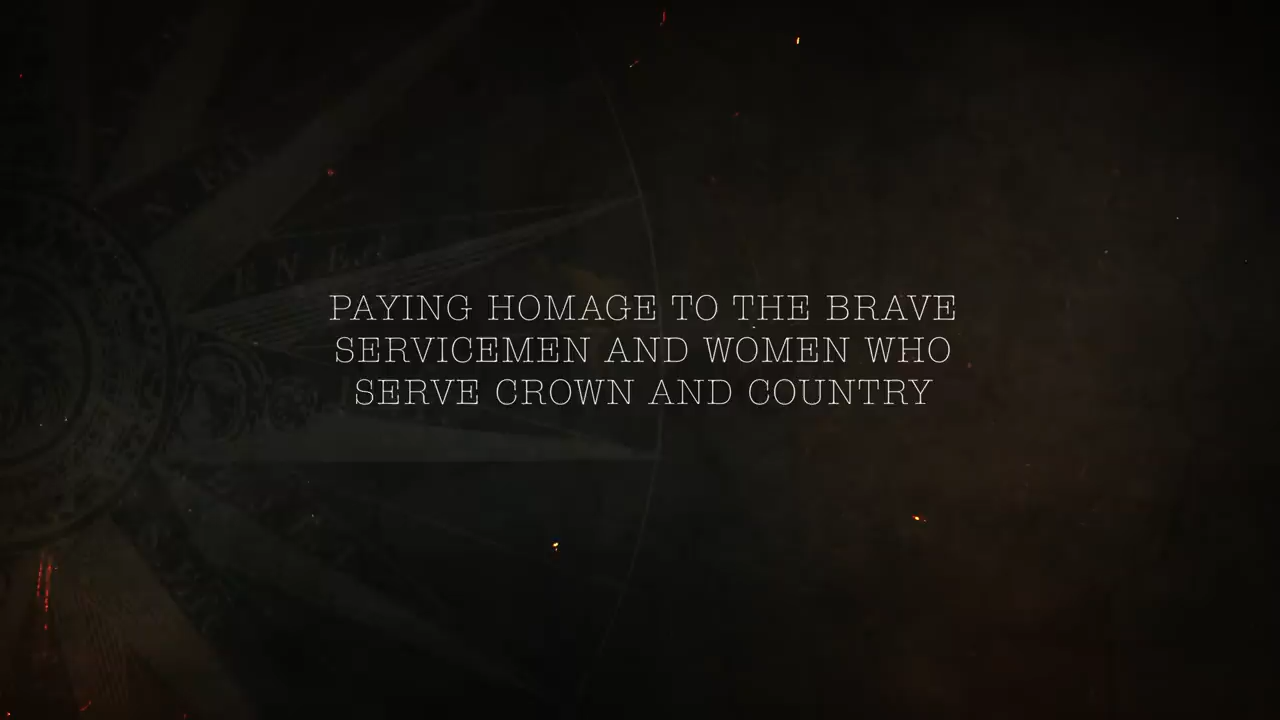 PAYING HOMAGE TO THE BRAVE
SERVICEMEN AND WOMEN WHO
SERVE CROWN AND COUNTRY